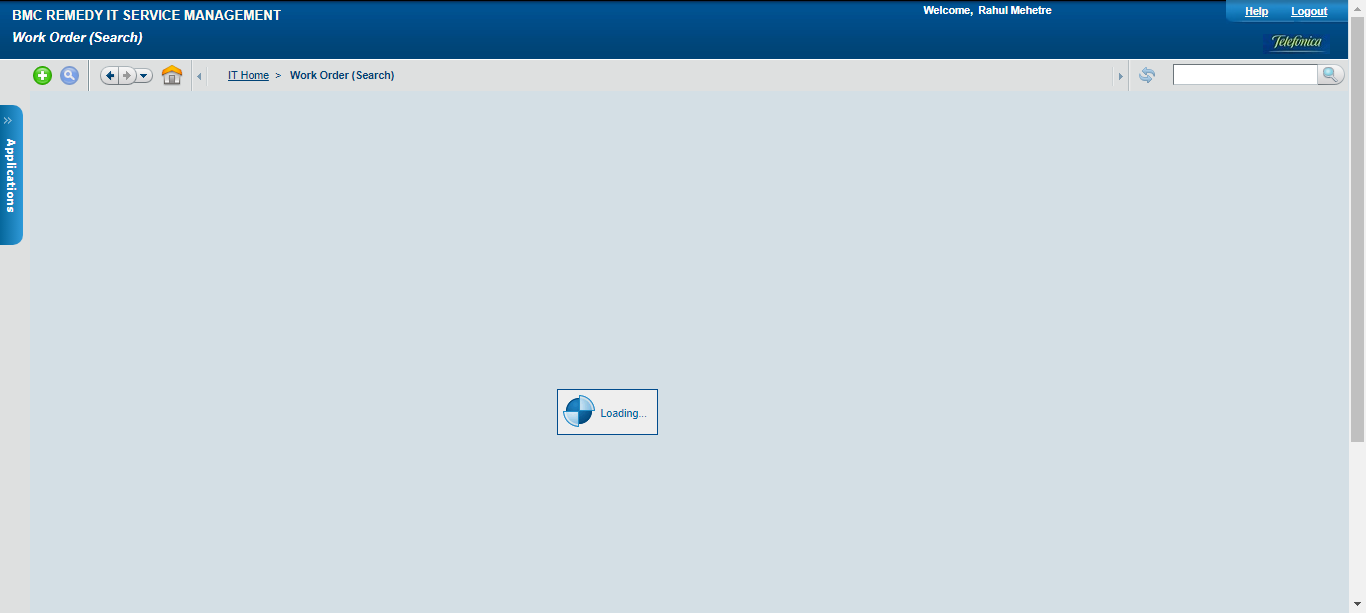 BMC REMEDY IT SERVICE MANAGEMENT
Welcome, Rahul Mehetre
Help Logout
Work Order (Search)
Telefónica
IT Home > Work Order (Search)
Applications
Loading...